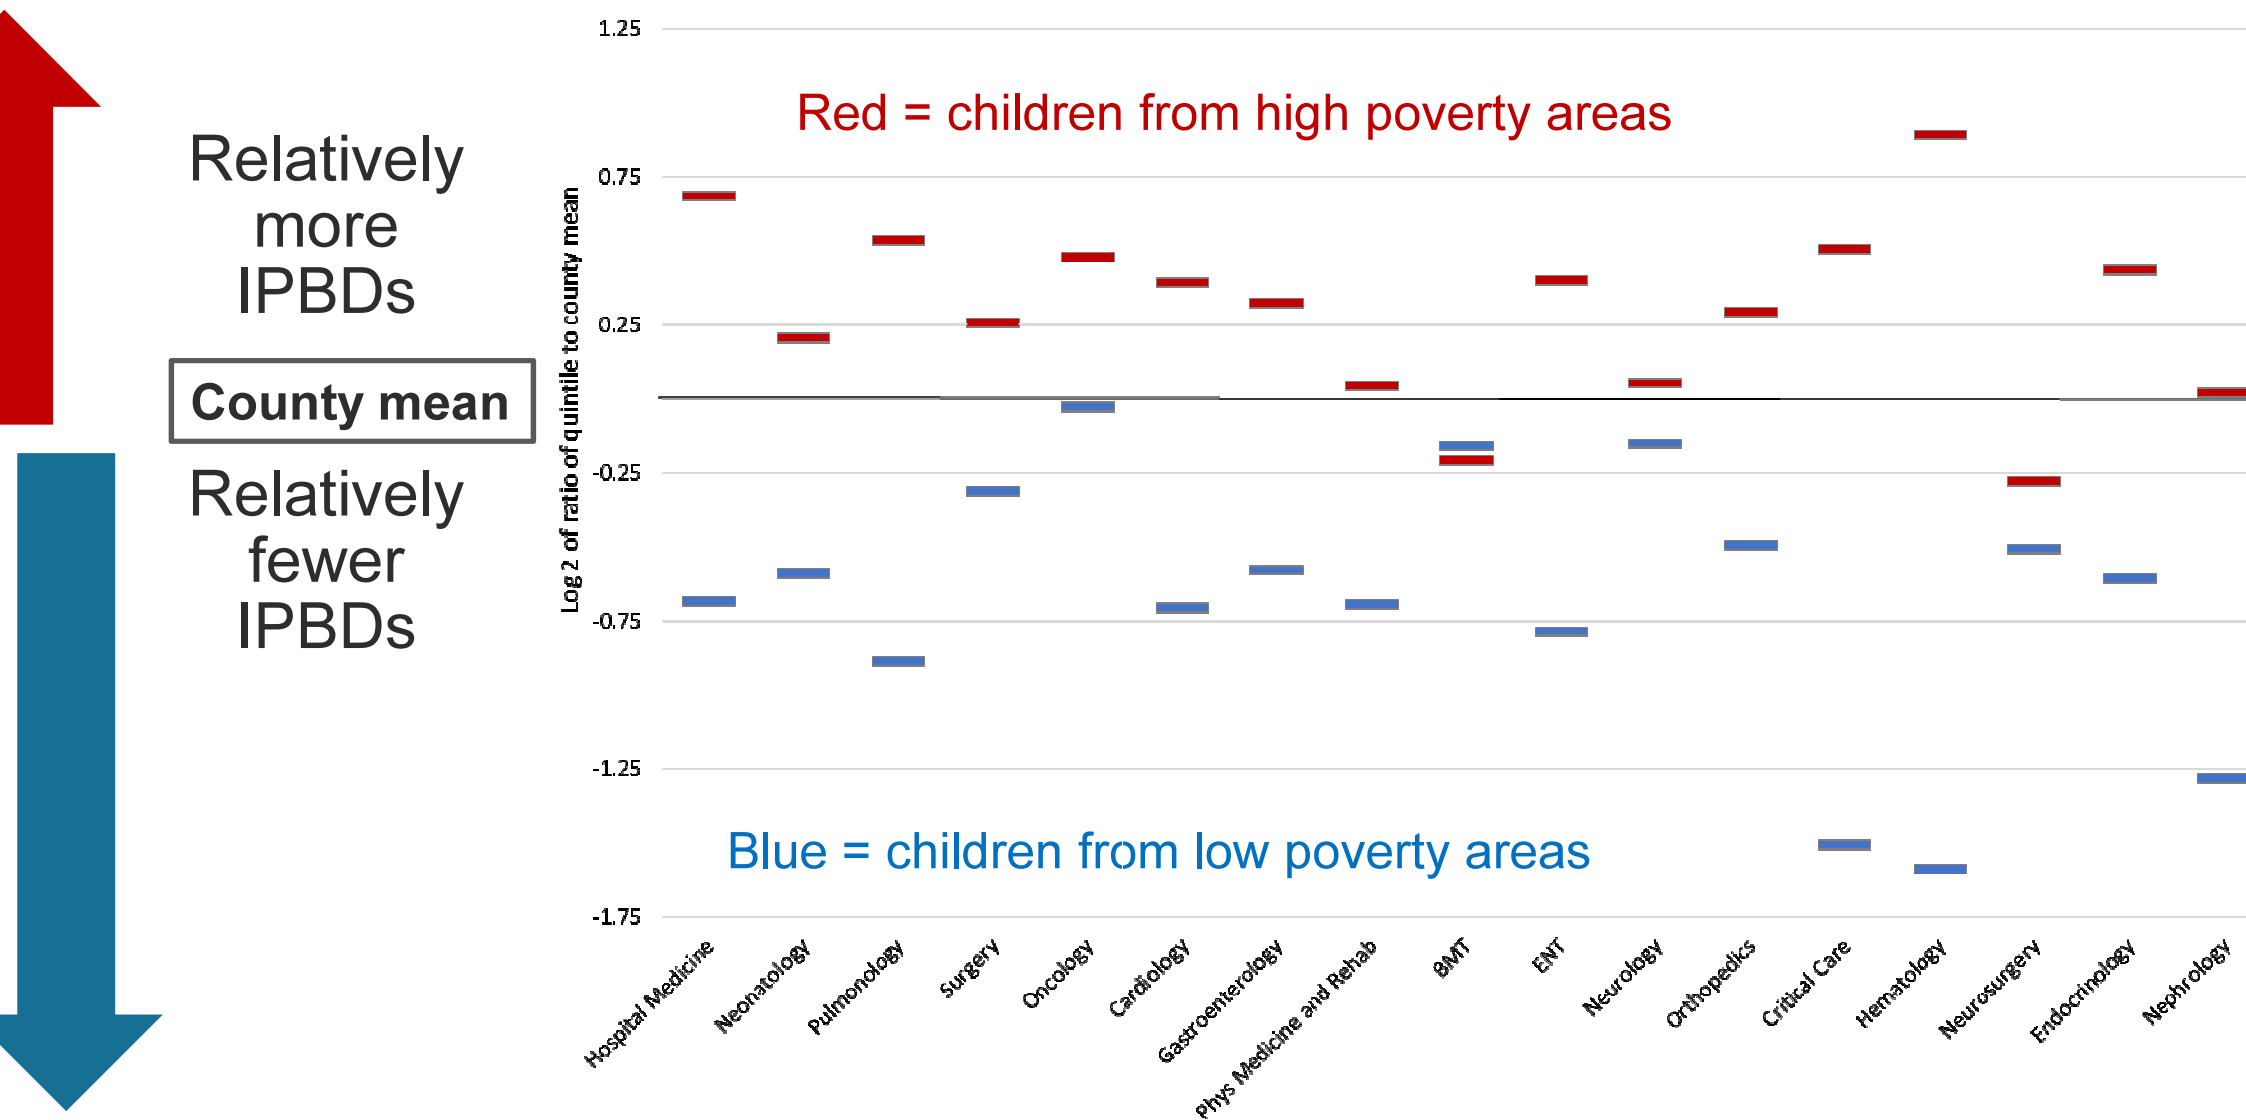 Relatively
more
IPBDs
County mean
Relatively
fewer
IPBDs
Log2 of ratio of quintile to county mean
1.25
0.75
0.25
-0.25
-0.75
-1.25
-1.75
Red = children from high poverty areas
Blue = children from low poverty areas
Hospital Medicine
Neonatology
Pulmonology
Surgery
Oncology
Cardiology
Gastroenterology
Phys Medicine and Rehab
BMT
ENT
Neurology
Orthopedics
Critical Care
Hematology
Neurosurgery
Endocrinology
Nephrology